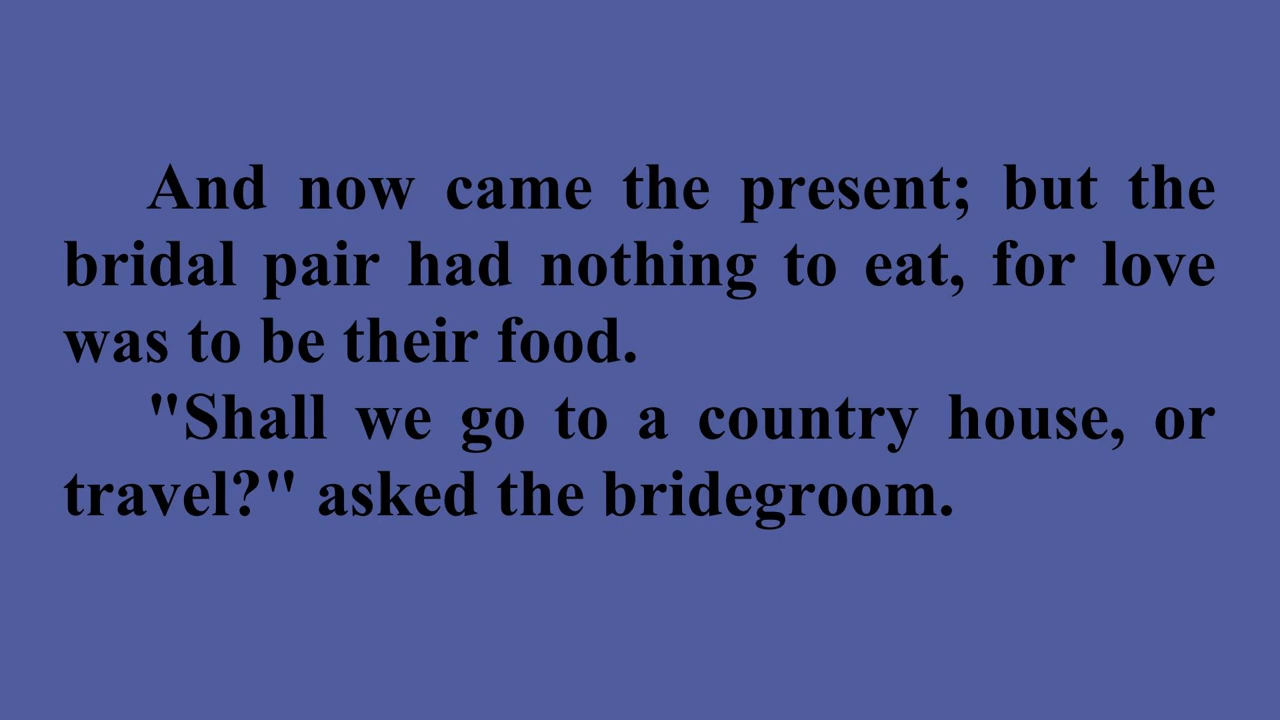 And now came the present; but the
bridal pair had nothing to eat, for love
was to be their food.
"Shall we go to a country house, or
travel?" asked the bridegroom.